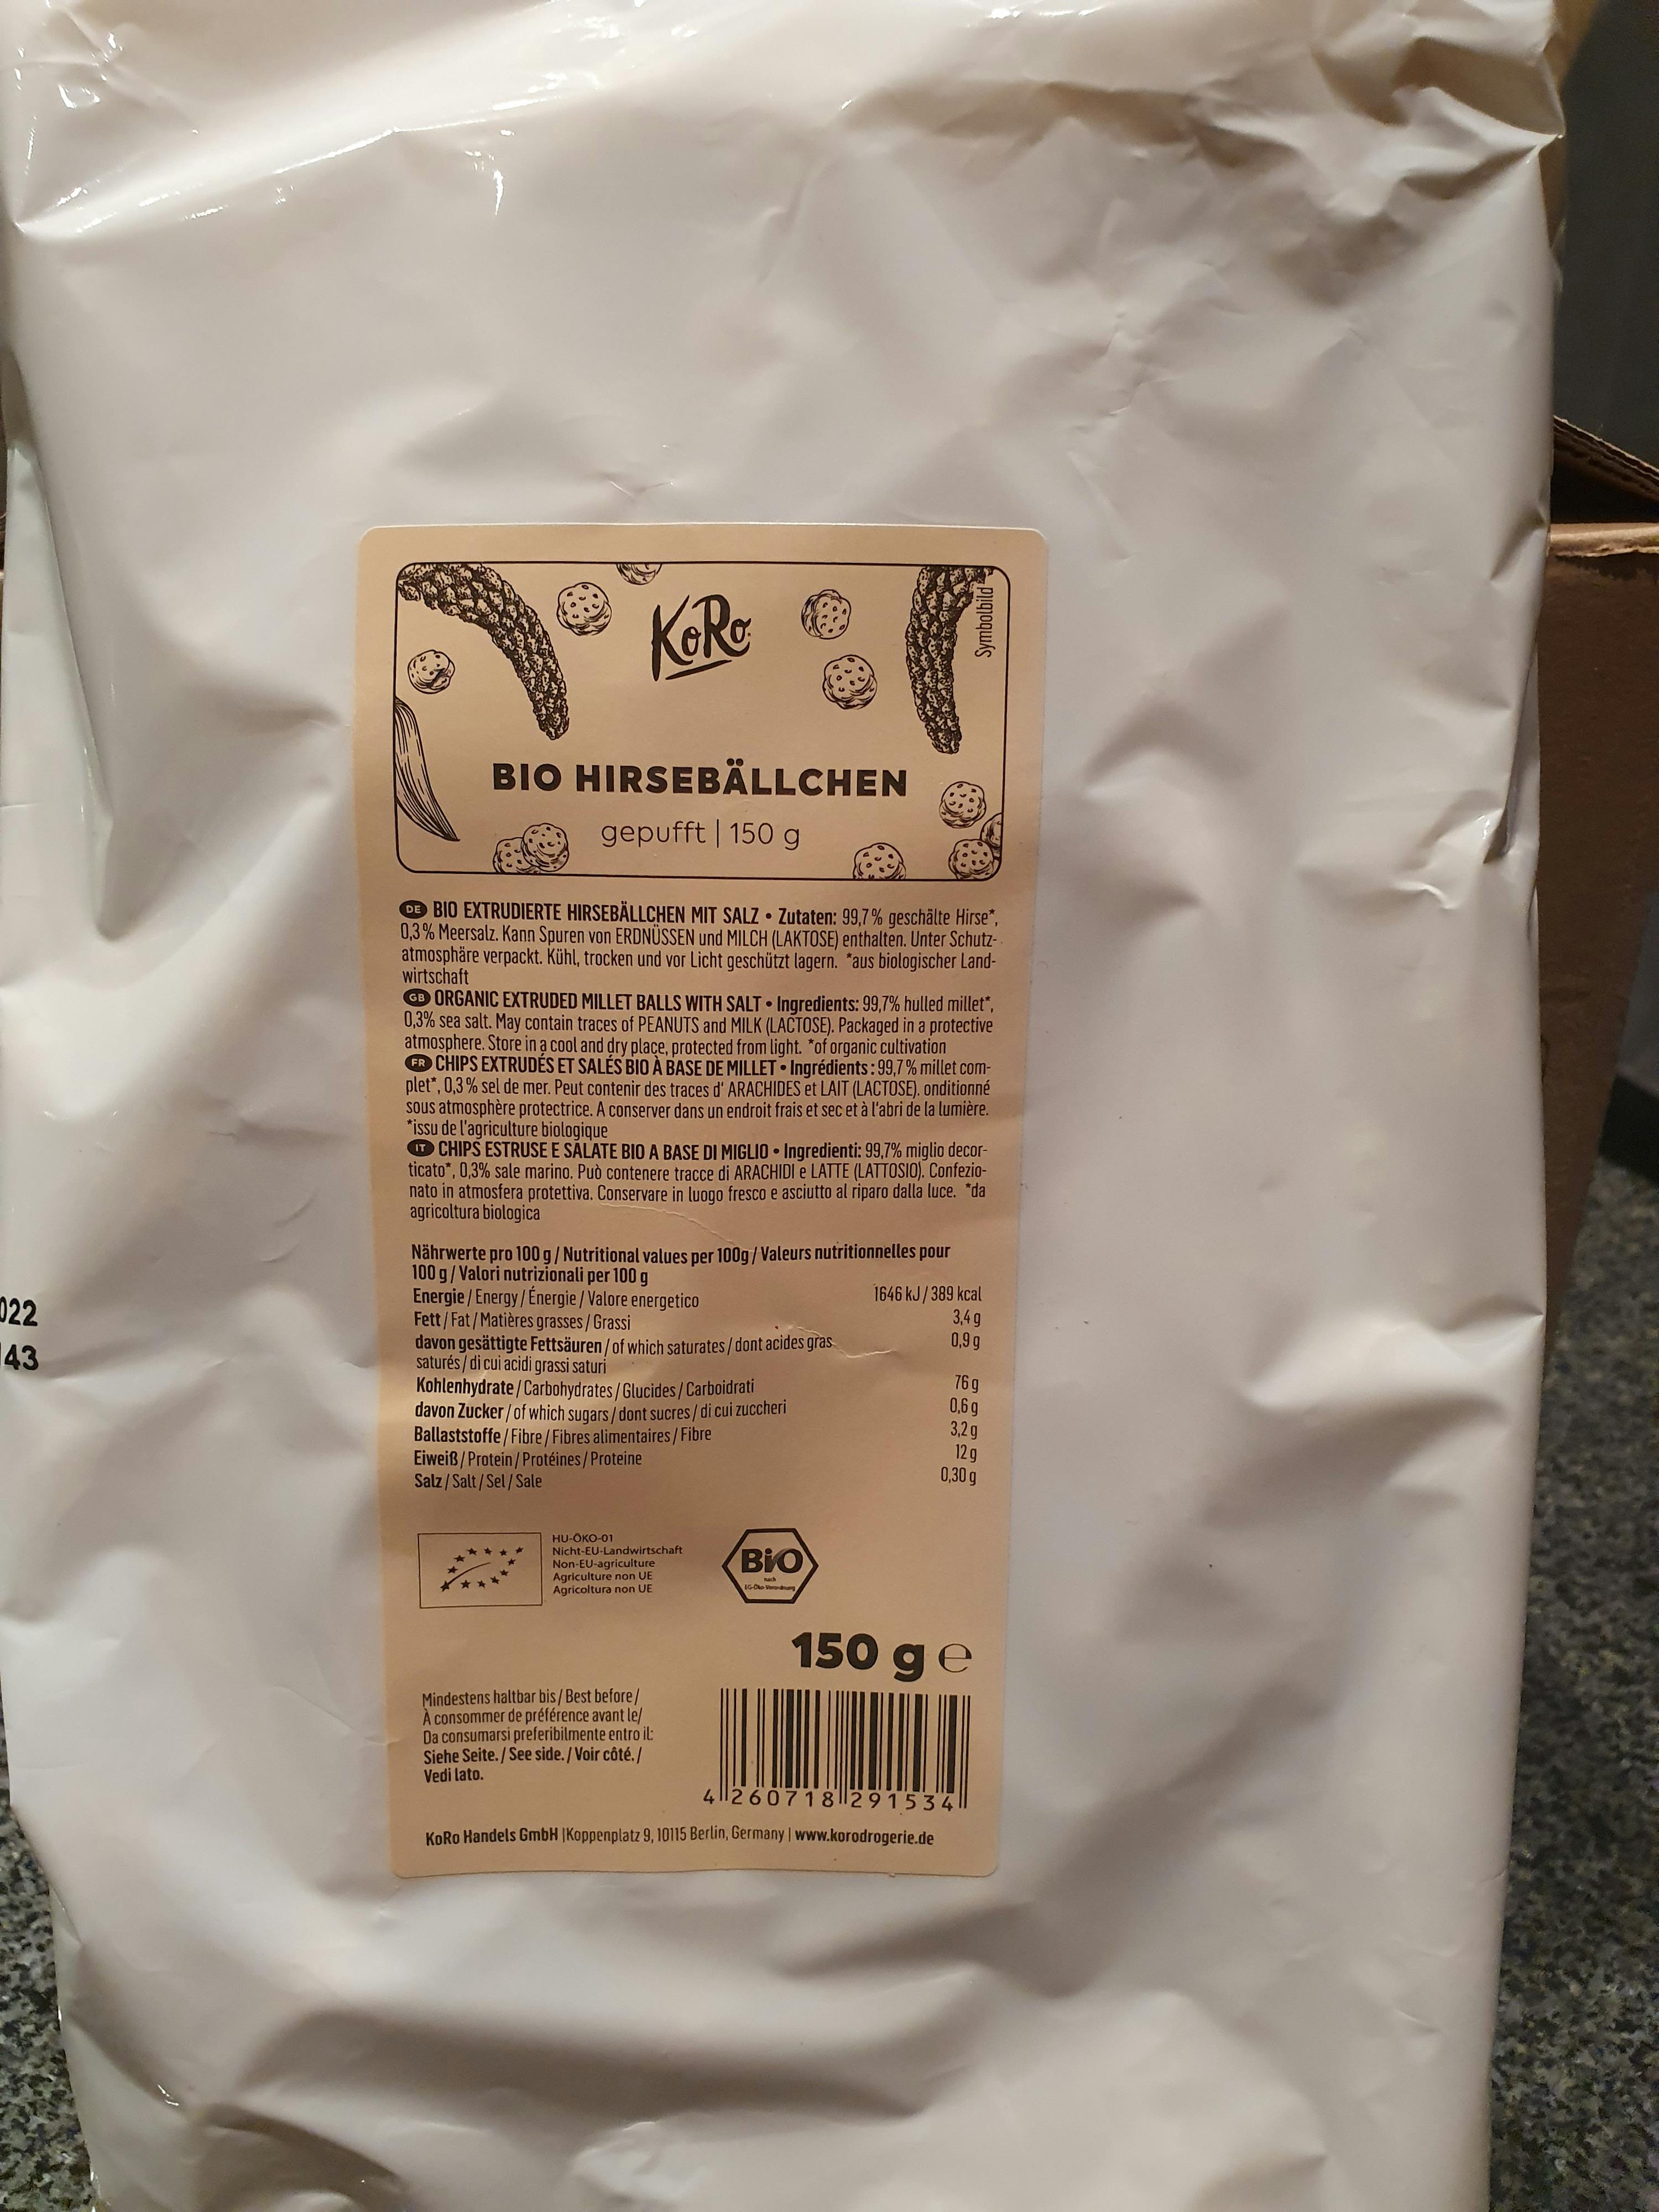 KoRo
Symbolbild
BIO HIRSEBÄLLCHEN
gepufft | 150 g
DE BIO EXTRUDIERTE HIRSEBÄLLCHEN MIT SALZ • Zutaten: 99,7% geschälte Hirse*,
0,3% Meersalz. Kann Spuren von ERDNÜSSEN und MILCH (LAKTOSE) enthalten. Unter Schutz-
atmosphäre verpackt. Kühl, trocken und vor Licht geschützt lagern. *aus biologischer Land-
wirtschaft
GB ORGANIC EXTRUDED MILLET BALLS WITH SALT • Ingredients: 99,7% hulled millet*,
0,3% sea salt. May contain traces of PEANUTS and MILK (LACTOSE). Packaged in a protective
atmosphere. Store in a cool and dry place, protected from light. *of organic cultivation
FR CHIPS EXTRUDÉS ET SALÉS BIO À BASE DE MILLET • Ingrédients : 99,7% millet com-
plet*, 0,3% sel de mer. Peut contenir des traces d' ARACHIDES et LAIT (LACTOSE). onditionné
sous atmosphère protectrice. A conserver dans un endroit frais et sec et à l'abri de la lumière.
*issu de l'agriculture biologique
IT CHIPS ESTRUSE E SALATE BIO A BASE DI MIGLIO • Ingredienti: 99,7% miglio decor-
ticato*, 0,3% sale marino. Può contenere tracce di ARACHIDI e LATTE (LATTOSIO). Confezio-
nato in atmosfera protettiva. Conservare in luogo fresco e asciutto al riparo dalla luce. *da
agricoltura biologica
Nährwerte pro 100 g / Nutritional values per 100g / Valeurs nutritionnelles pour
100 g / Valori nutrizionali per 100 g
Energie / Energy / Énergie / Valore energetico 1646 kJ / 389 kcal
Fett / Fat / Matières grasses / Grassi 3,4 g
davon gesättigte Fettsäuren / of which saturates / dont acides gras 0,9 g
saturés / di cui acidi grassi saturi
Kohlenhydrate / Carbohydrates / Glucides / Carboidrati 76 g
davon Zucker / of which sugars / dont sucres / di cui zuccheri 0,6 g
Ballaststoffe / Fibre / Fibres alimentaires / Fibre 3,2 g
Eiweiß / Protein / Protéines / Proteine 12 g
Salz / Salt / Sel / Sale 0,30 g
022
143
HU-ÖKO-01
Nicht-EU-Landwirtschaft
Non-EU-agriculture
Agriculture non UE
Agricoltura non UE
Bio
nach
EG-Öko-Verordnung
150 g e
Mindestens haltbar bis / Best before /
À consommer de préférence avant le/
Da consumarsi preferibilmente entro il:
Siehe Seite. / See side. / Voir côté. /
Vedi lato.
4 260718 291534
KoRo Handels GmbH | Koppenplatz 9, 10115 Berlin, Germany | www.korodrogerie.de